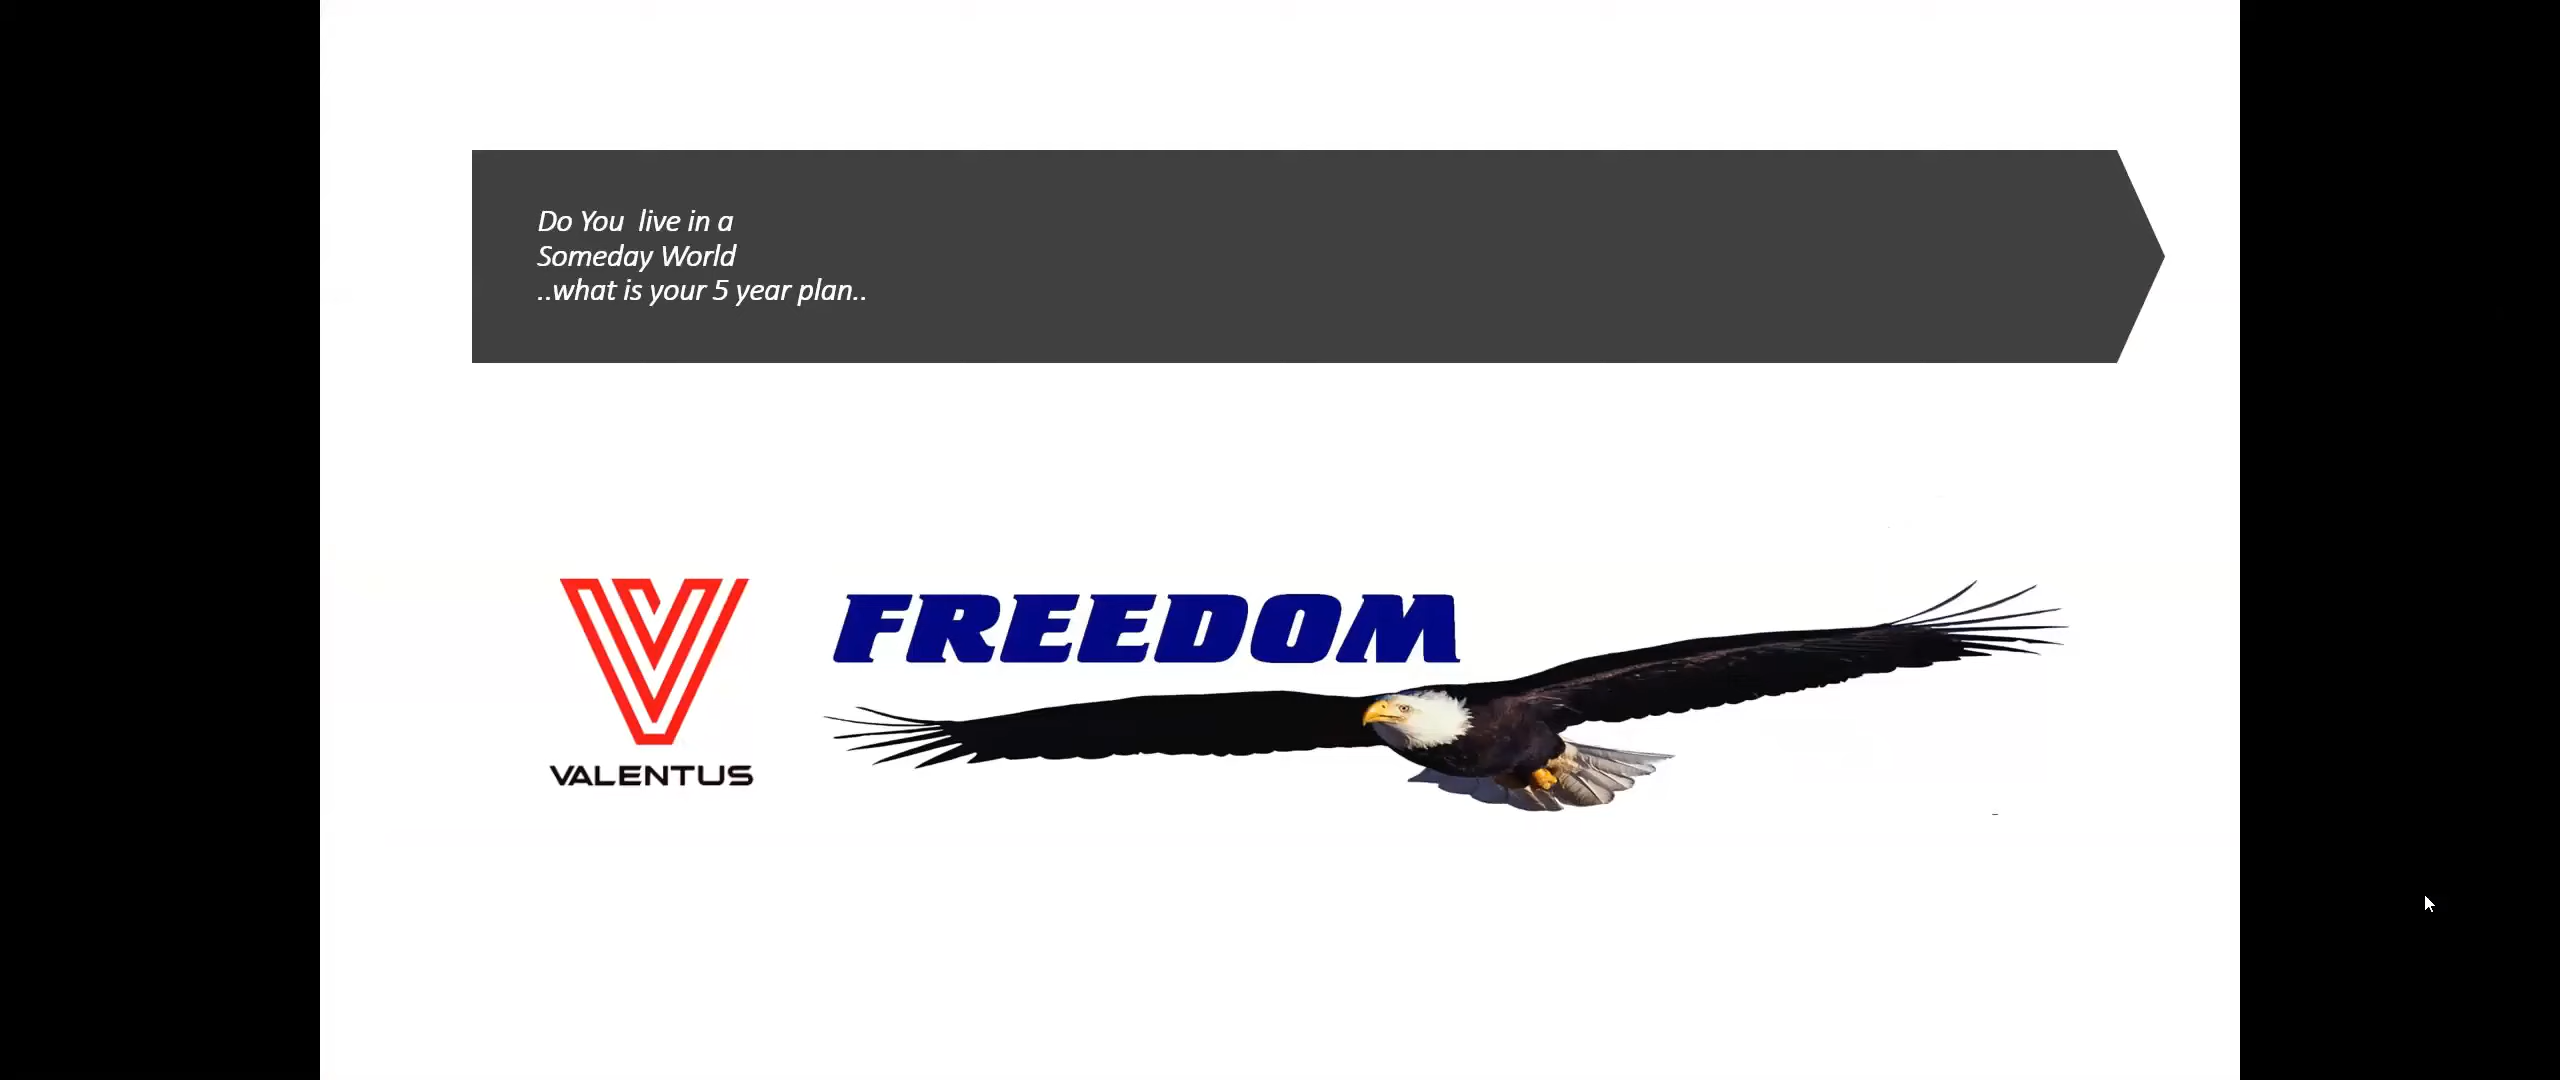 Do You  live in a
Someday World
..what is your 5 year plan..
FREEDOM
VALENTUS